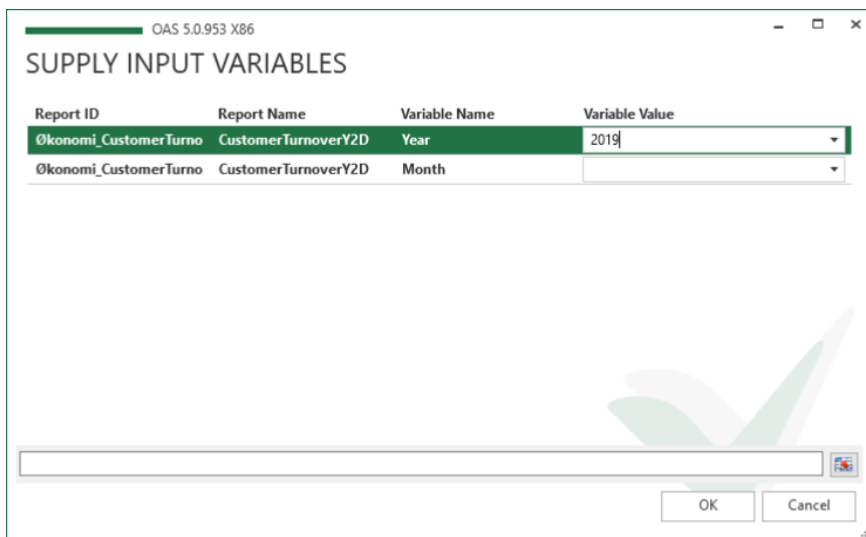 OAS 5.0.953 X86
SUPPLY INPUT VARIABLES
Report ID Report Name Variable Name Variable Value
Økonomi_CustomerTurno CustomerTurnoverY2D Year 2019
Økonomi_CustomerTurno CustomerTurnoverY2D Month
OK Cancel